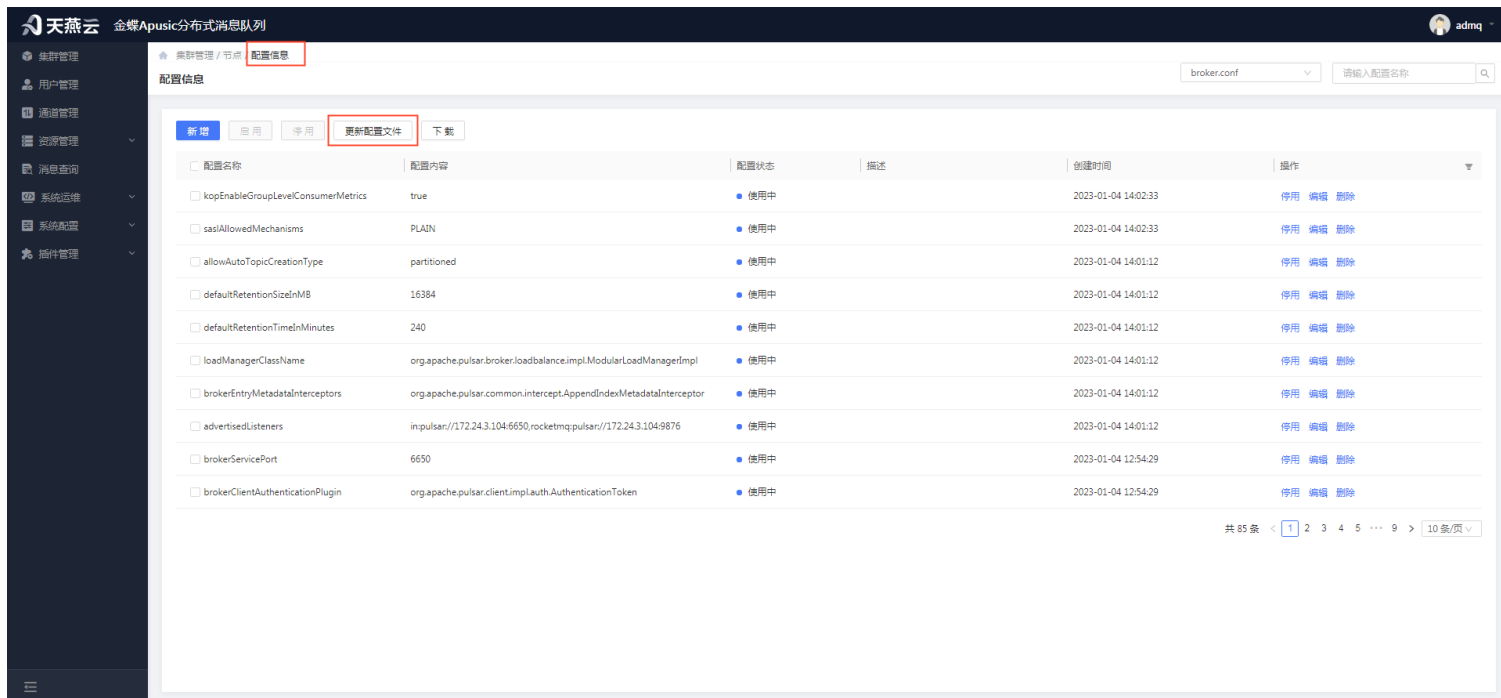 天燕云 金蝶Apusic分布式消息队列 admq
集群管理
用户管理
通道管理
资源管理
消息查询
系统运维
系统配置
插件管理
集群管理 / 节点 / 配置信息
配置信息 broker.conf 请输入配置名称
新增 启用 停用 更新配置文件 下载
配置名称 配置内容 配置状态 描述 创建时间 操作
kopEnableGroupLevelConsumerMetrics true 使用中 2023-01-04 14:02:33 停用 编辑 删除
saslAllowedMechanisms PLAIN 使用中 2023-01-04 14:02:33 停用 编辑 删除
allowAutoTopicCreationType partitioned 使用中 2023-01-04 14:01:12 停用 编辑 删除
defaultRetentionSizeInMB 16384 使用中 2023-01-04 14:01:12 停用 编辑 删除
defaultRetentionTimeInMinutes 240 使用中 2023-01-04 14:01:12 停用 编辑 删除
loadManagerClassName org.apache.pulsar.broker.loadbalance.impl.ModularLoadManagerImpl 使用中 2023-01-04 14:01:12 停用 编辑 删除
brokerEntryMetadataInterceptors org.apache.pulsar.common.intercept.AppendIndexMetadataInterceptor 使用中 2023-01-04 14:01:12 停用 编辑 删除
advertisedListeners in:pulsar://172.24.3.104:6650,rocketmq:pulsar://172.24.3.104:9876 使用中 2023-01-04 14:01:12 停用 编辑 删除
brokerServicePort 6650 使用中 2023-01-04 12:54:29 停用 编辑 删除
brokerClientAuthenticationPlugin org.apache.pulsar.client.impl.auth.AuthenticationToken 使用中 2023-01-04 12:54:29 停用 编辑 删除
共 85 条 < 1 2 3 4 5 ··· 9 > 10 条/页